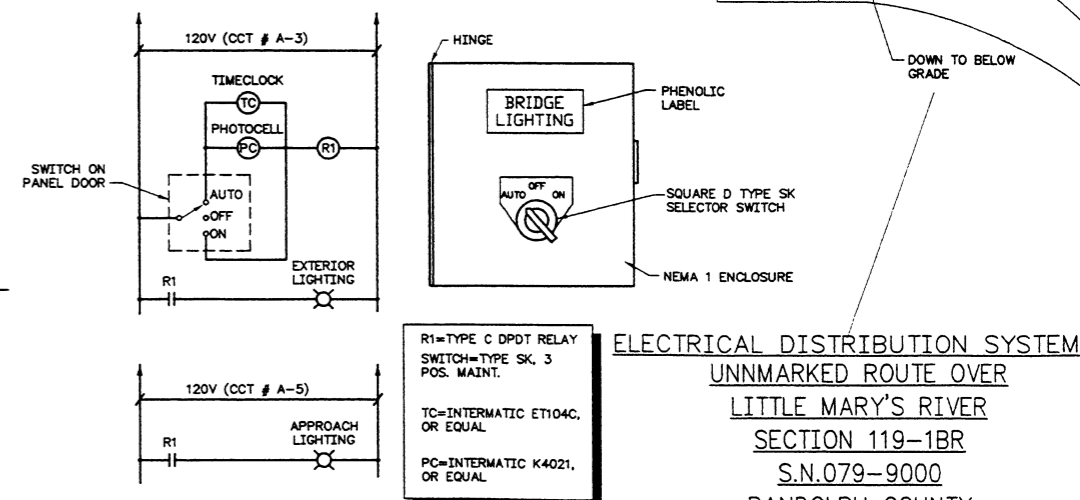 120V (CCT # A-3)
TIMECLOCK
TC
PHOTOCELL
PC
R1
SWITCH ON
PANEL DOOR
AUTO
OFF
ON
R1
EXTERIOR
LIGHTING
HINGE
BRIDGE
LIGHTING
PHENOLIC
LABEL
AUTO
OFF
ON
SQUARE D TYPE SK
SELECTOR SWITCH
NEMA 1 ENCLOSURE
DOWN TO BELOW
GRADE
120V (CCT # A-5)
R1
APPROACH
LIGHTING
R1=TYPE C DPDT RELAY
SWITCH=TYPE SK, 3
POS. MAINT.
TC=INTERMATIC ET104C,
OR EQUAL
PC=INTERMATIC K4021,
OR EQUAL
ELECTRICAL DISTRIBUTION SYSTEM
UNNMARKED ROUTE OVER
LITTLE MARY'S RIVER
SECTION 119-1BR
S.N.079-9000
RANDOLPH COUNTY